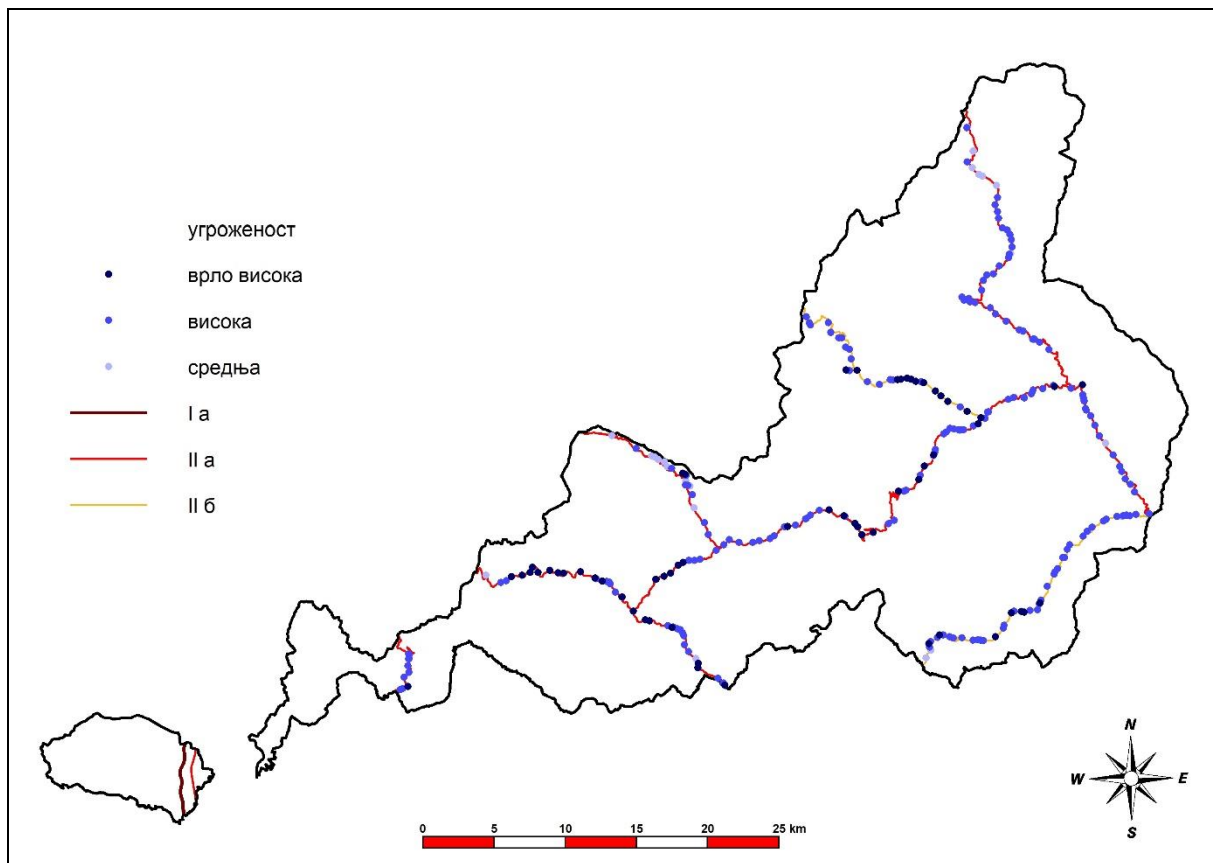 угроженост
врло висока
висока
средња
I а
II а
II б
N
W
E
S
0 5 10 15 20 25 km